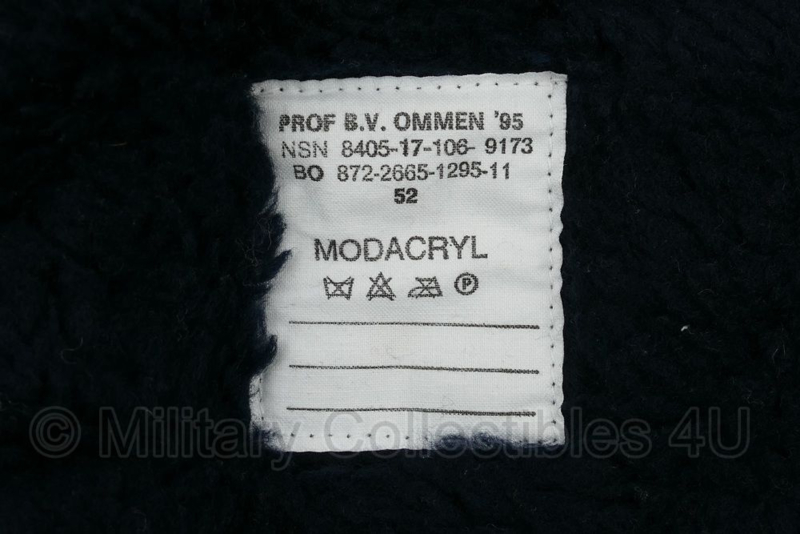 PROF B.V. OMMEN '95
NSN 8405-17-106- 9173
BO 872-2665-1295-11
52
MODACRYL
P
© Military Collectibles 4U